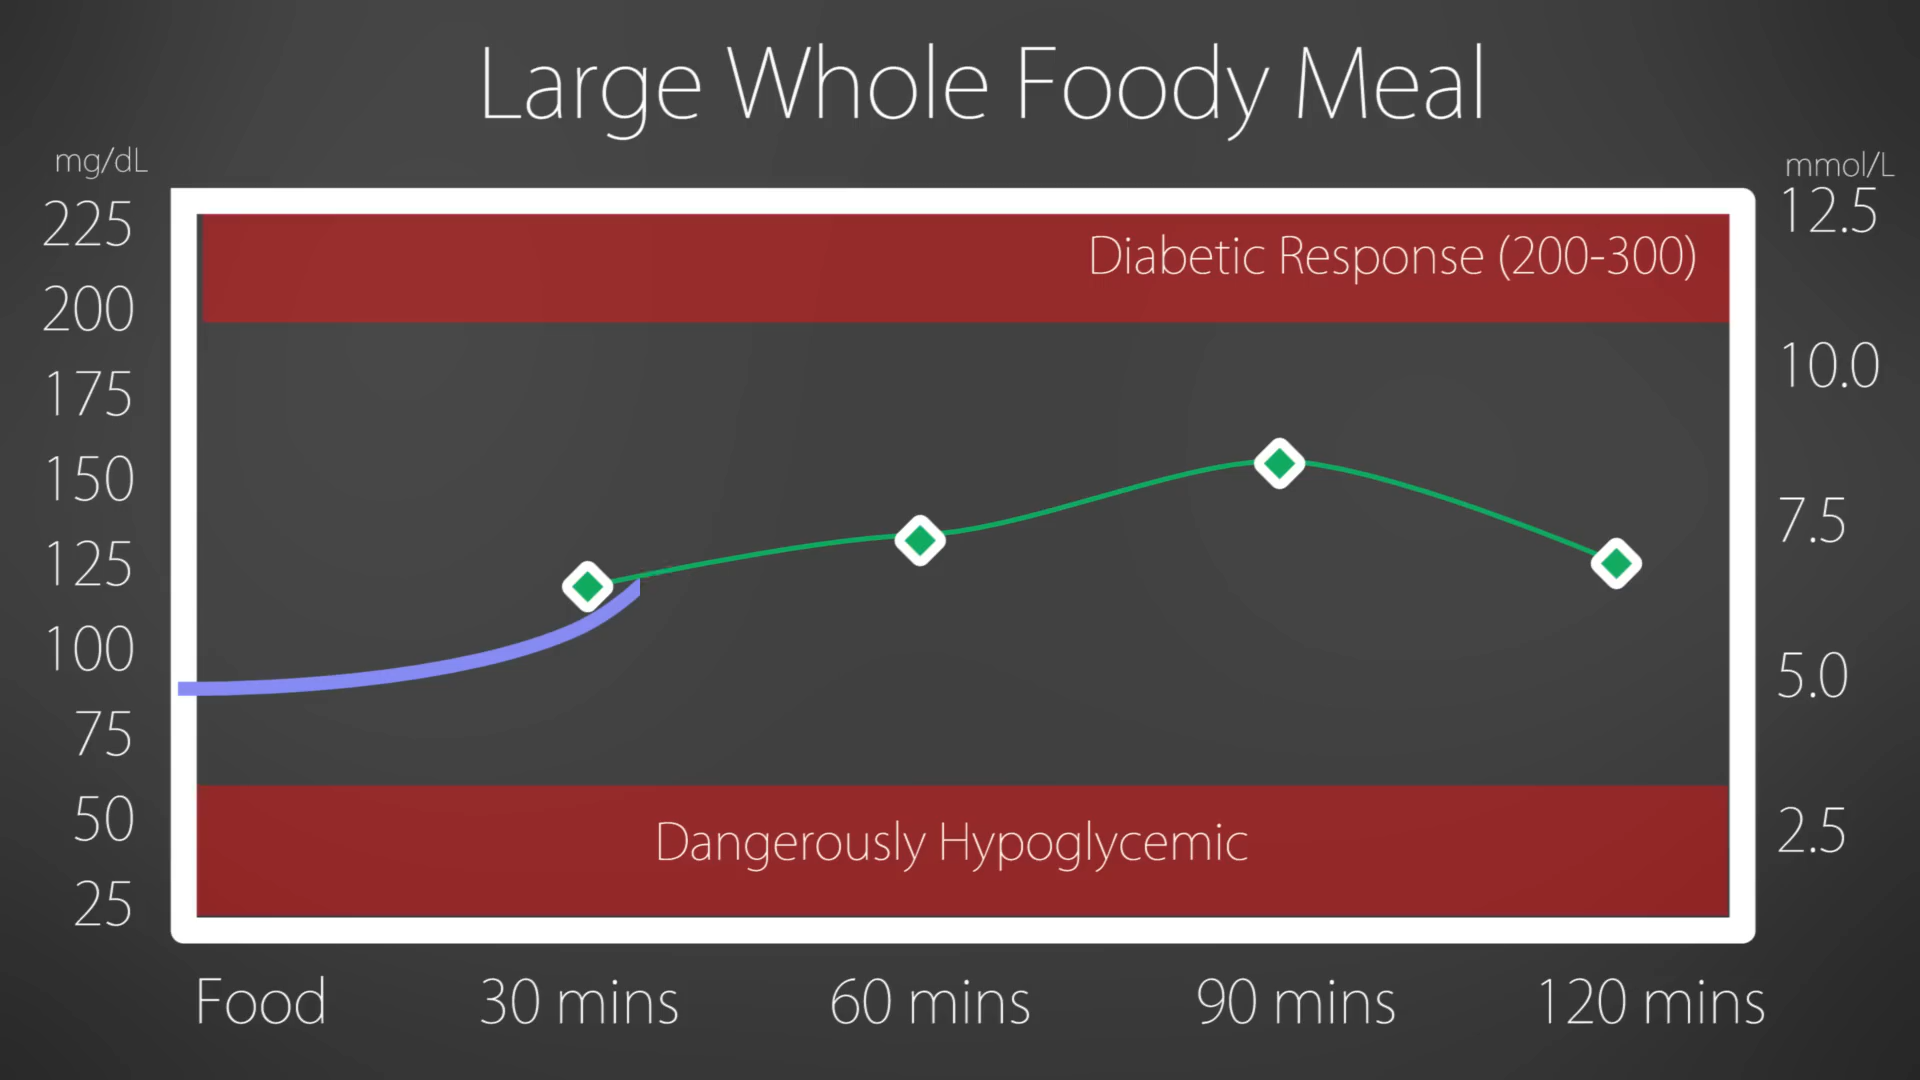 Large Whole Foody Meal
mg/dL
mmol/L
225
12.5
Diabetic Response (200-300)
200
10.0
175
150
7.5
125
100
5.0
75
50
2.5
Dangerously Hypoglycemic
25
Food
30 mins
60 mins
90 mins
120 mins